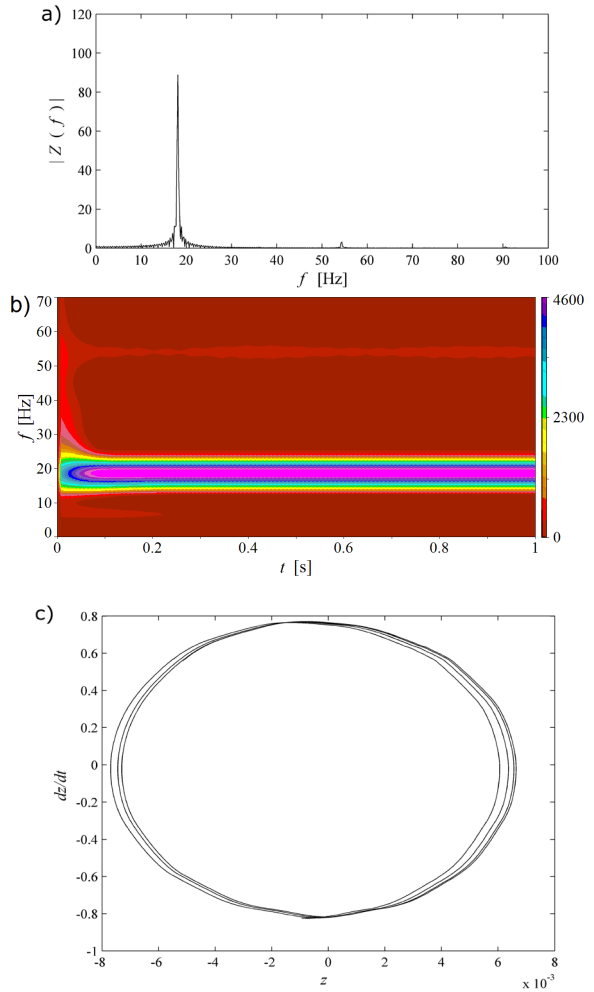 a)
120
100
80
60
40
20
0
| Z ( f ) |
0 10 20 30 40 50 60 70 80 90 100
f [Hz]
b)
70
60
50
40
30
20
10
0
f [Hz]
4600
2300
0
0 0.2 0.4 0.6 0.8 1
t [s]
c)
0.8
0.6
0.4
0.2
0
-0.2
-0.4
-0.6
-0.8
-1
dz/dt
-8 -6 -4 -2 0 2 4 6 8
z
x 10⁻³